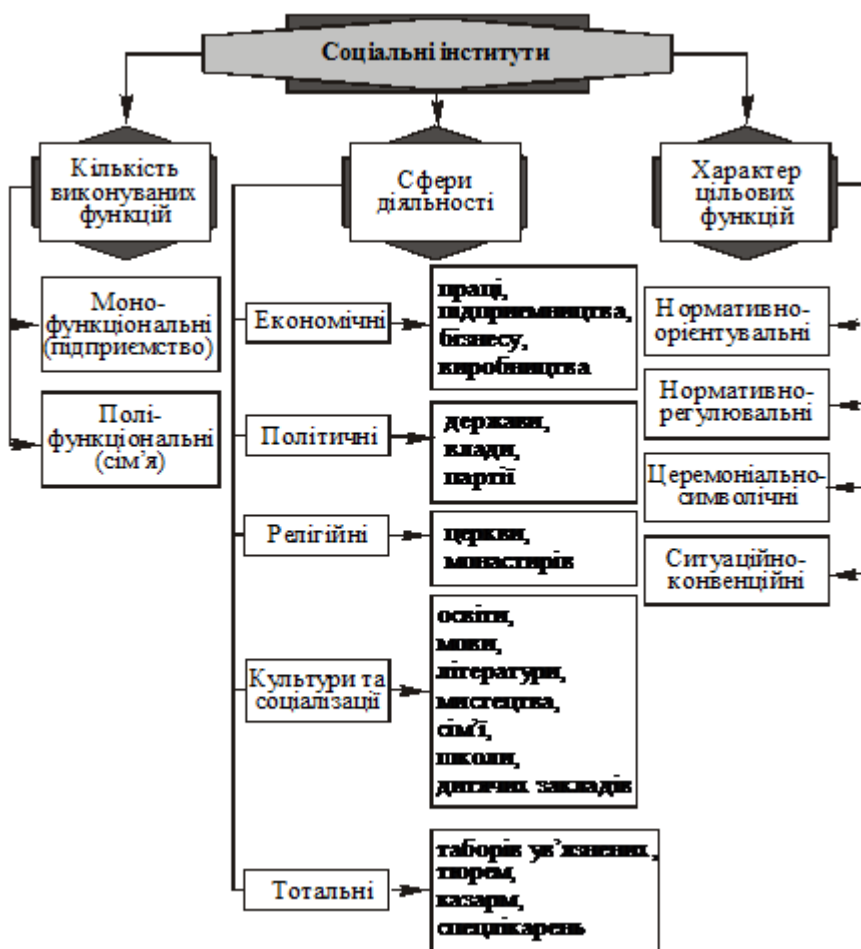 Соціальні інститути
Кількість
виконуваних
функцій
Моно-
функціональні
(підприємство)
Полі-
функціональні
(сім’я)
Сфери
діяльності
Економічні
праці,
підприємництва,
бізнесу,
виробництва
Політичні
держави,
влади,
партії
Релігійні
церкви,
монастирів
Культури та
соціалізації
освіти,
мови,
літератури,
мистецтва,
сім’ї,
школи,
дитячих закладів
Тотальні
таборів ув’язнених,
тюрем,
казарм,
спецлікарень
Характер
цільових
функцій
Нормативно-
орієнтувальні
Нормативно-
регулювальні
Церемоніально-
символічні
Ситуаційно-
конвенційні